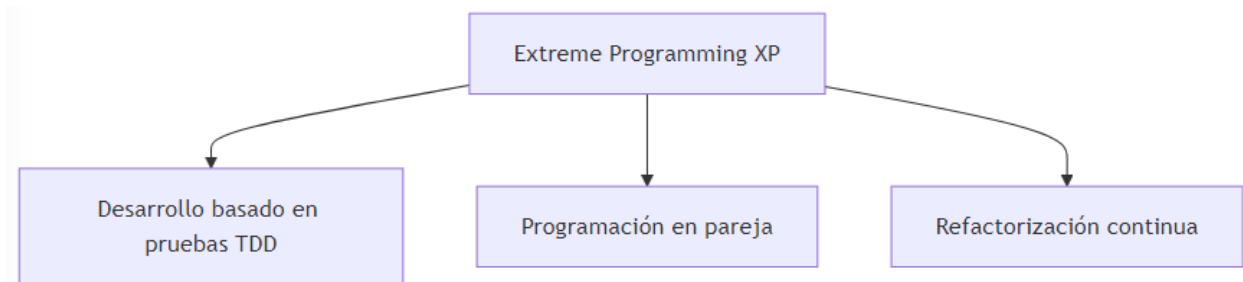 Extreme Programming XP
Desarrollo basado en
pruebas TDD
Programación en pareja
Refactorización continua